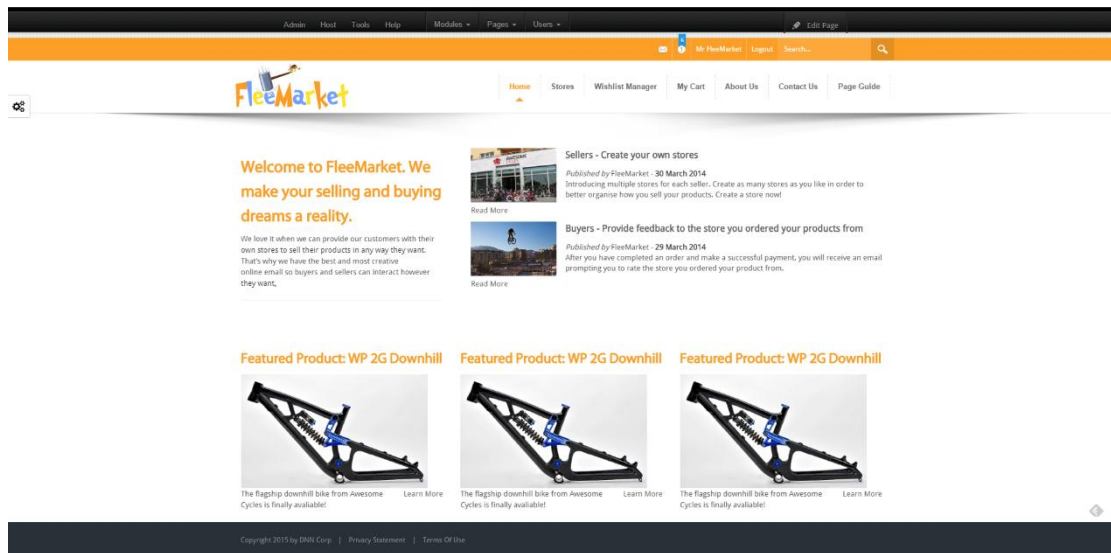 Admin Host Tools Help Modules Pages Users Edit Page
Mr FleeMarket Logout Search...
FleeMarket
Home Stores Wishlist Manager My Cart About Us Contact Us Page Guide
Welcome to FleeMarket. We
make your selling and buying
dreams a reality.
We love it when we can provide our customers with their
own stores to sell their products in any way they want.
That's why we have the best and most creative
online email so buyers and sellers can interact however
they want,
Sellers - Create your own stores
Published by FleeMarket - 30 March 2014
Introducing multiple stores for each seller. Create as many stores as you like in order to
better organise how you sell your products. Create a store now!
Read More
Buyers - Provide feedback to the store you ordered your products from
Published by FleeMarket - 29 March 2014
After you have completed an order and make a successful payment, you will receive an email
prompting you to rate the store you ordered your product from.
Read More
Featured Product: WP 2G Downhill
The flagship downhill bike from Awesome Learn More
Cycles is finally avaliable!
Featured Product: WP 2G Downhill
The flagship downhill bike from Awesome Learn More
Cycles is finally avaliable!
Featured Product: WP 2G Downhill
The flagship downhill bike from Awesome Learn More
Cycles is finally avaliable!
Copyright 2015 by DNN Corp | Privacy Statement | Terms Of Use